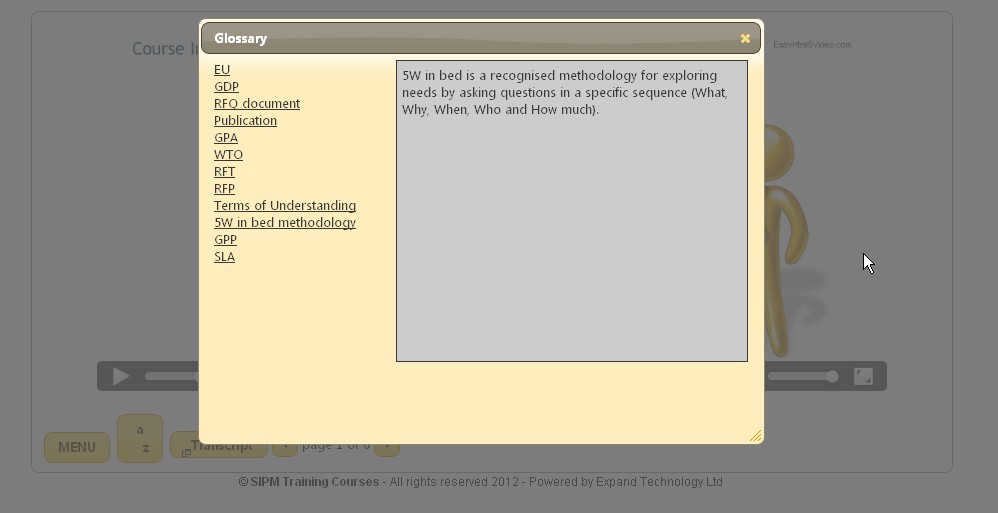 Glossary
Course I
EasyHtml5Video.com
EU
GDP
RFQ document
Publication
GPA
WTO
RFT
RFP
Terms of Understanding
5W in bed methodology
GPP
SLA
5W in bed is a recognised methodology for exploring
needs by asking questions in a specific sequence (What,
Why, When, Who and How much).
MENU
a
z
Transcript
page 1 of 6
© SIPM Training Courses - All rights reserved 2012 - Powered by Expand Technology Ltd